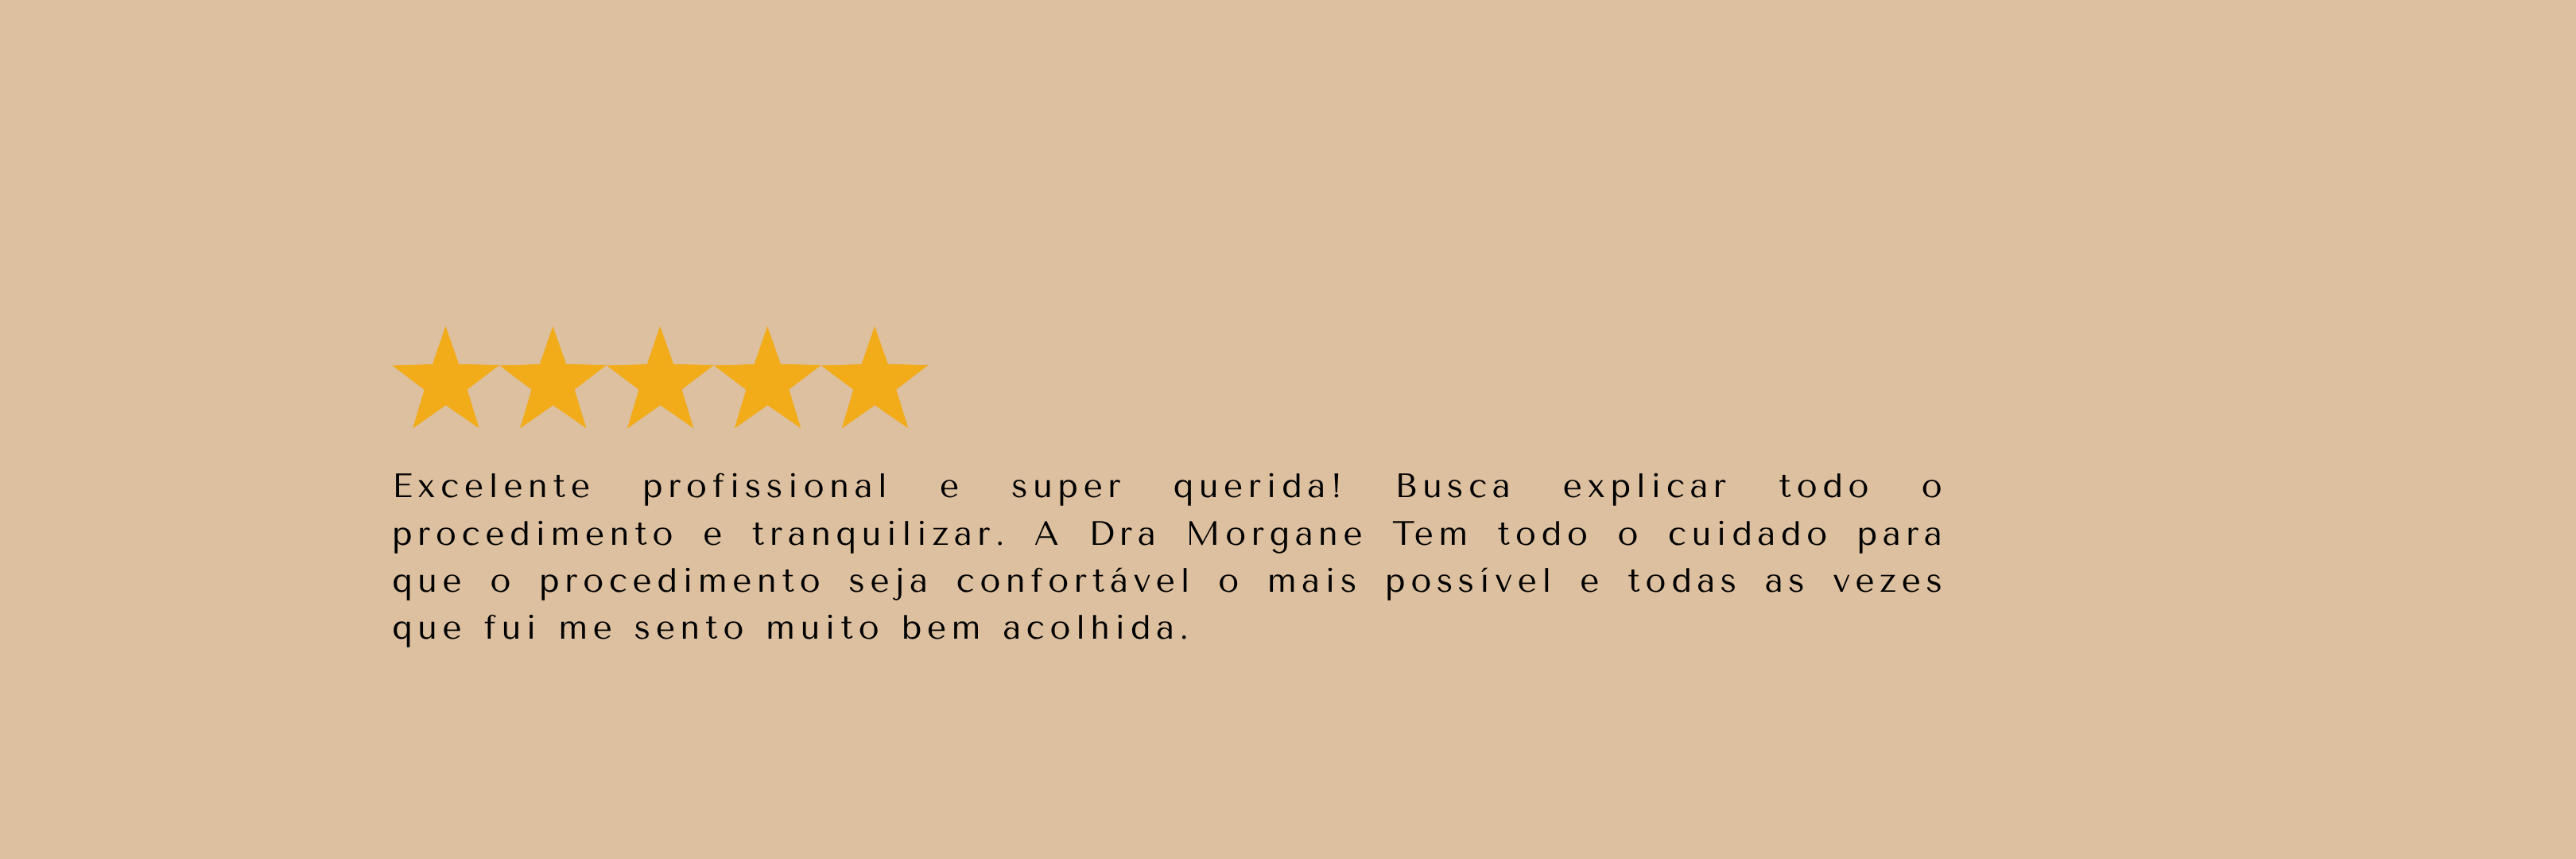 Excelente profissional e super querida! Busca explicar todo o
procedimento e tranquilizar. A Dra Morgane Tem todo o cuidado para
que o procedimento seja confortável o mais possível e todas as vezes
que fui me sento muito bem acolhida.